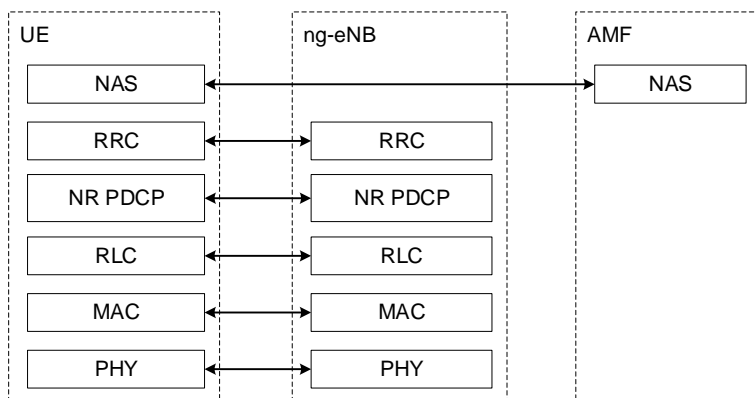 UE ng-eNB AMF
NAS NAS
RRC RRC
NR PDCP NR PDCP
RLC RLC
MAC MAC
PHY PHY